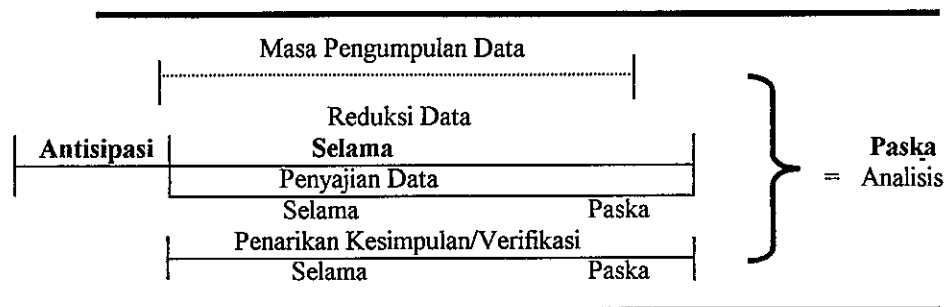 Masa Pengumpulan Data
Reduksi Data
Antisipasi Selama Paska
Penyajian Data = Analisis
Selama Paska
Penarikan Kesimpulan/Verifikasi
Selama Paska